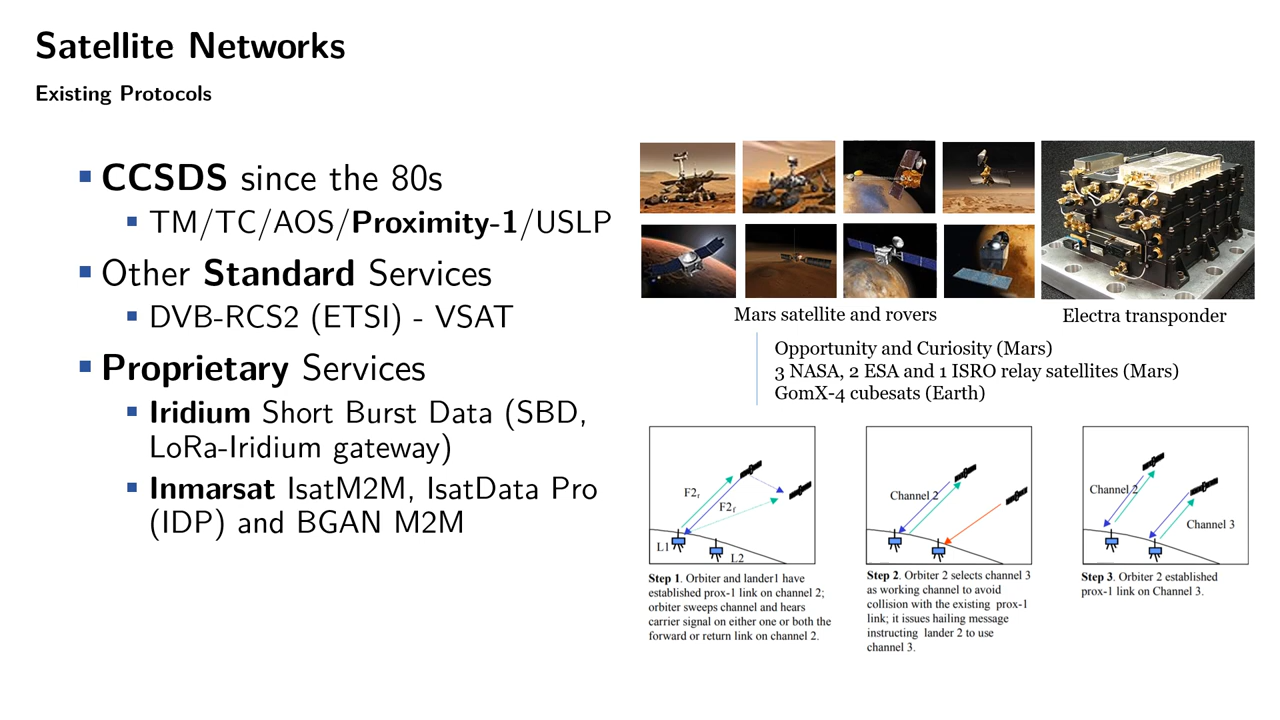 Satellite Networks
Existing Protocols
CCSDS since the 80s
TM/TC/AOS/Proximity-1/USLP
Other Standard Services
DVB-RCS2 (ETSI) - VSAT
Proprietary Services
Iridium Short Burst Data (SBD,
LoRa-Iridium gateway)
Inmarsat IsatM2M, IsatData Pro
(IDP) and BGAN M2M
Mars satellite and rovers
Electra transponder
Opportunity and Curiosity (Mars)
3 NASA, 2 ESA and 1 ISRO relay satellites (Mars)
GomX-4 cubesats (Earth)
F2r
F2f
L1
L2
Step 1. Orbiter and lander1 have
established prox-1 link on channel 2;
orbiter sweeps channel and hears
carrier signal on either one or both the
forward or return link on channel 2.
Channel 2
Step 2. Orbiter 2 selects channel 3
as working channel to avoid
collision with the existing prox-1
link; it issues hailing message
instructing lander 2 to use
channel 3.
Channel 2
Channel 3
Step 3. Orbiter 2 established
prox-1 link on Channel 3.